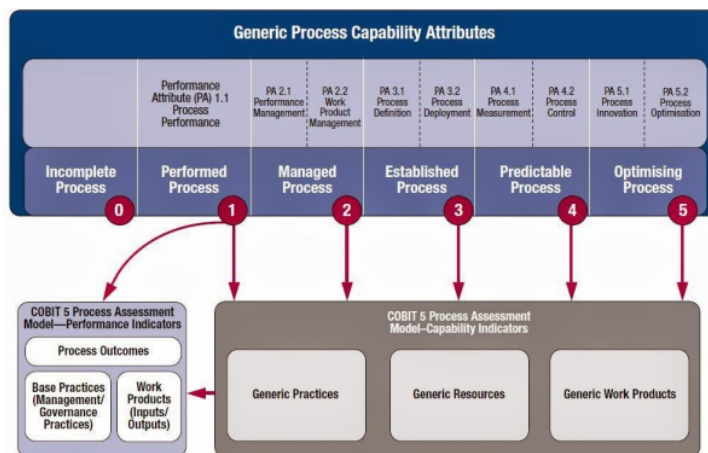 Generic Process Capability Attributes
Performance
Attribute (PA) 1.1
Process
Performance
PA 2.1
Performance
Management
PA 2.2
Work
Product
Management
PA 3.1
Process
Definition
PA 3.2
Process
Deployment
PA 4.1
Process
Measurement
PA 4.2
Process
Control
PA 5.1
Process
Innovation
PA 5.2
Process
Optimisation
Incomplete
Process
0
Performed
Process
1
Managed
Process
2
Established
Process
3
Predictable
Process
4
Optimising
Process
5
COBIT 5 Process Assessment
Model—Performance Indicators
Process Outcomes
Base Practices
(Management/
Governance
Practices)
Work
Products
(Inputs/
Outputs)
COBIT 5 Process Assessment
Model–Capability Indicators
Generic Practices
Generic Resources
Generic Work Products